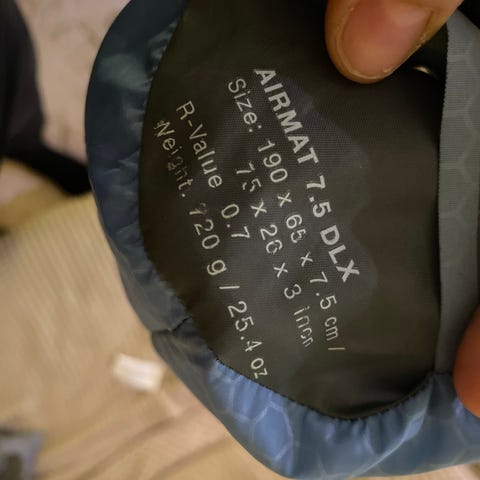 AIRMAT 7.5 DLX
Size: 190 x 65 x 7.5 cm /
75 x 26 x 3 inch
R-Value 0.7
Weight. 720 g / 25.4 oz